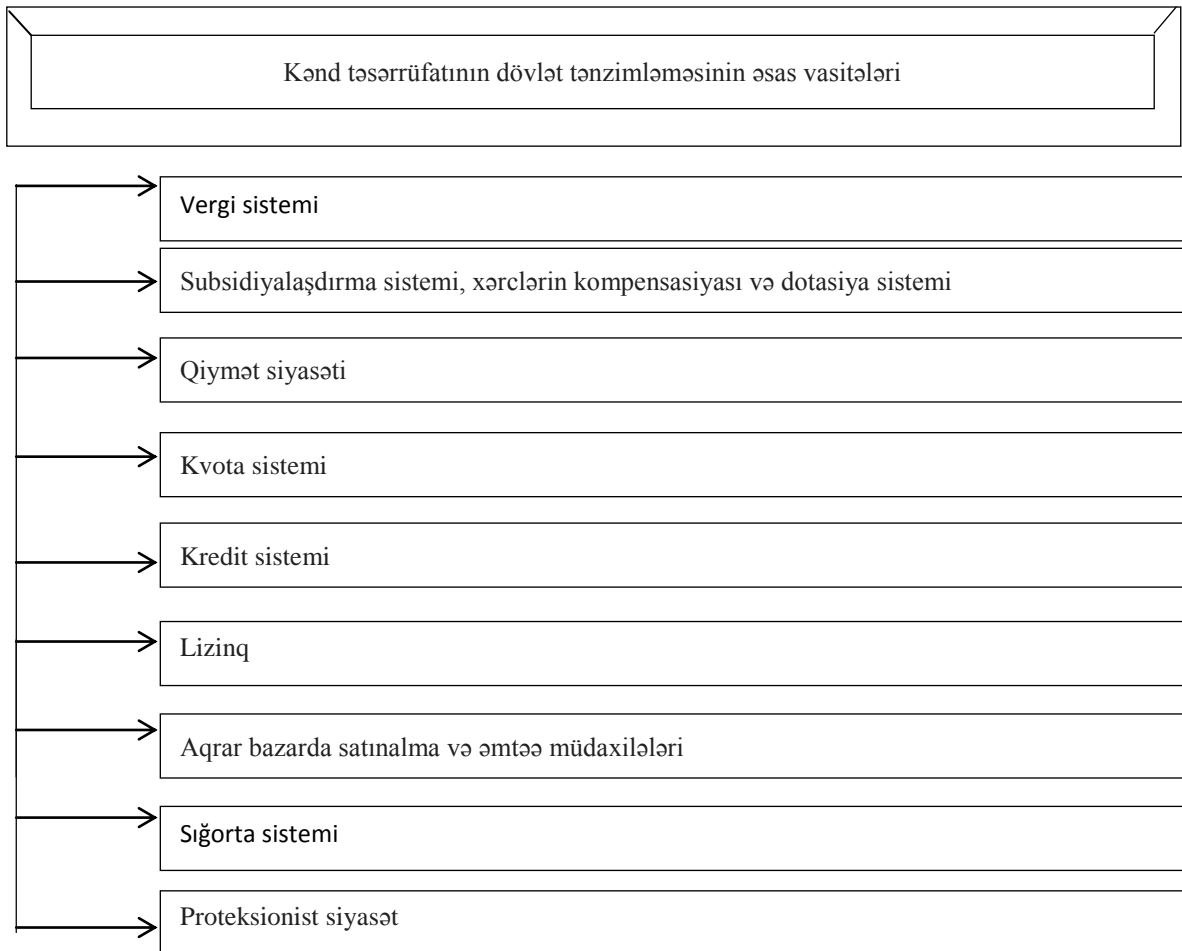 Kənd təsərrüfatının dövlət tənzimləməsinin əsas vasitələri
Vergi sistemi
Subsidiyalaşdırma sistemi, xərclərin kompensasiyası və dotasiya sistemi
Qiymət siyasəti
Kvota sistemi
Kredit sistemi
Lizinq
Aqrar bazarda satınalma və əmtəə müdaxilələri
Sığorta sistemi
Proteksionist siyasət